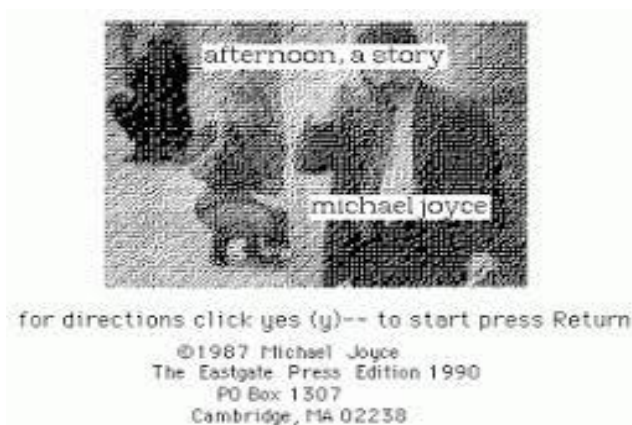 afternoon, a story
michael joyce
for directions click yes (y)-- to start press Return
©1987 Michael Joyce
The Eastgate Press Edition 1990
PO Box 1307
Cambridge, MA 02238